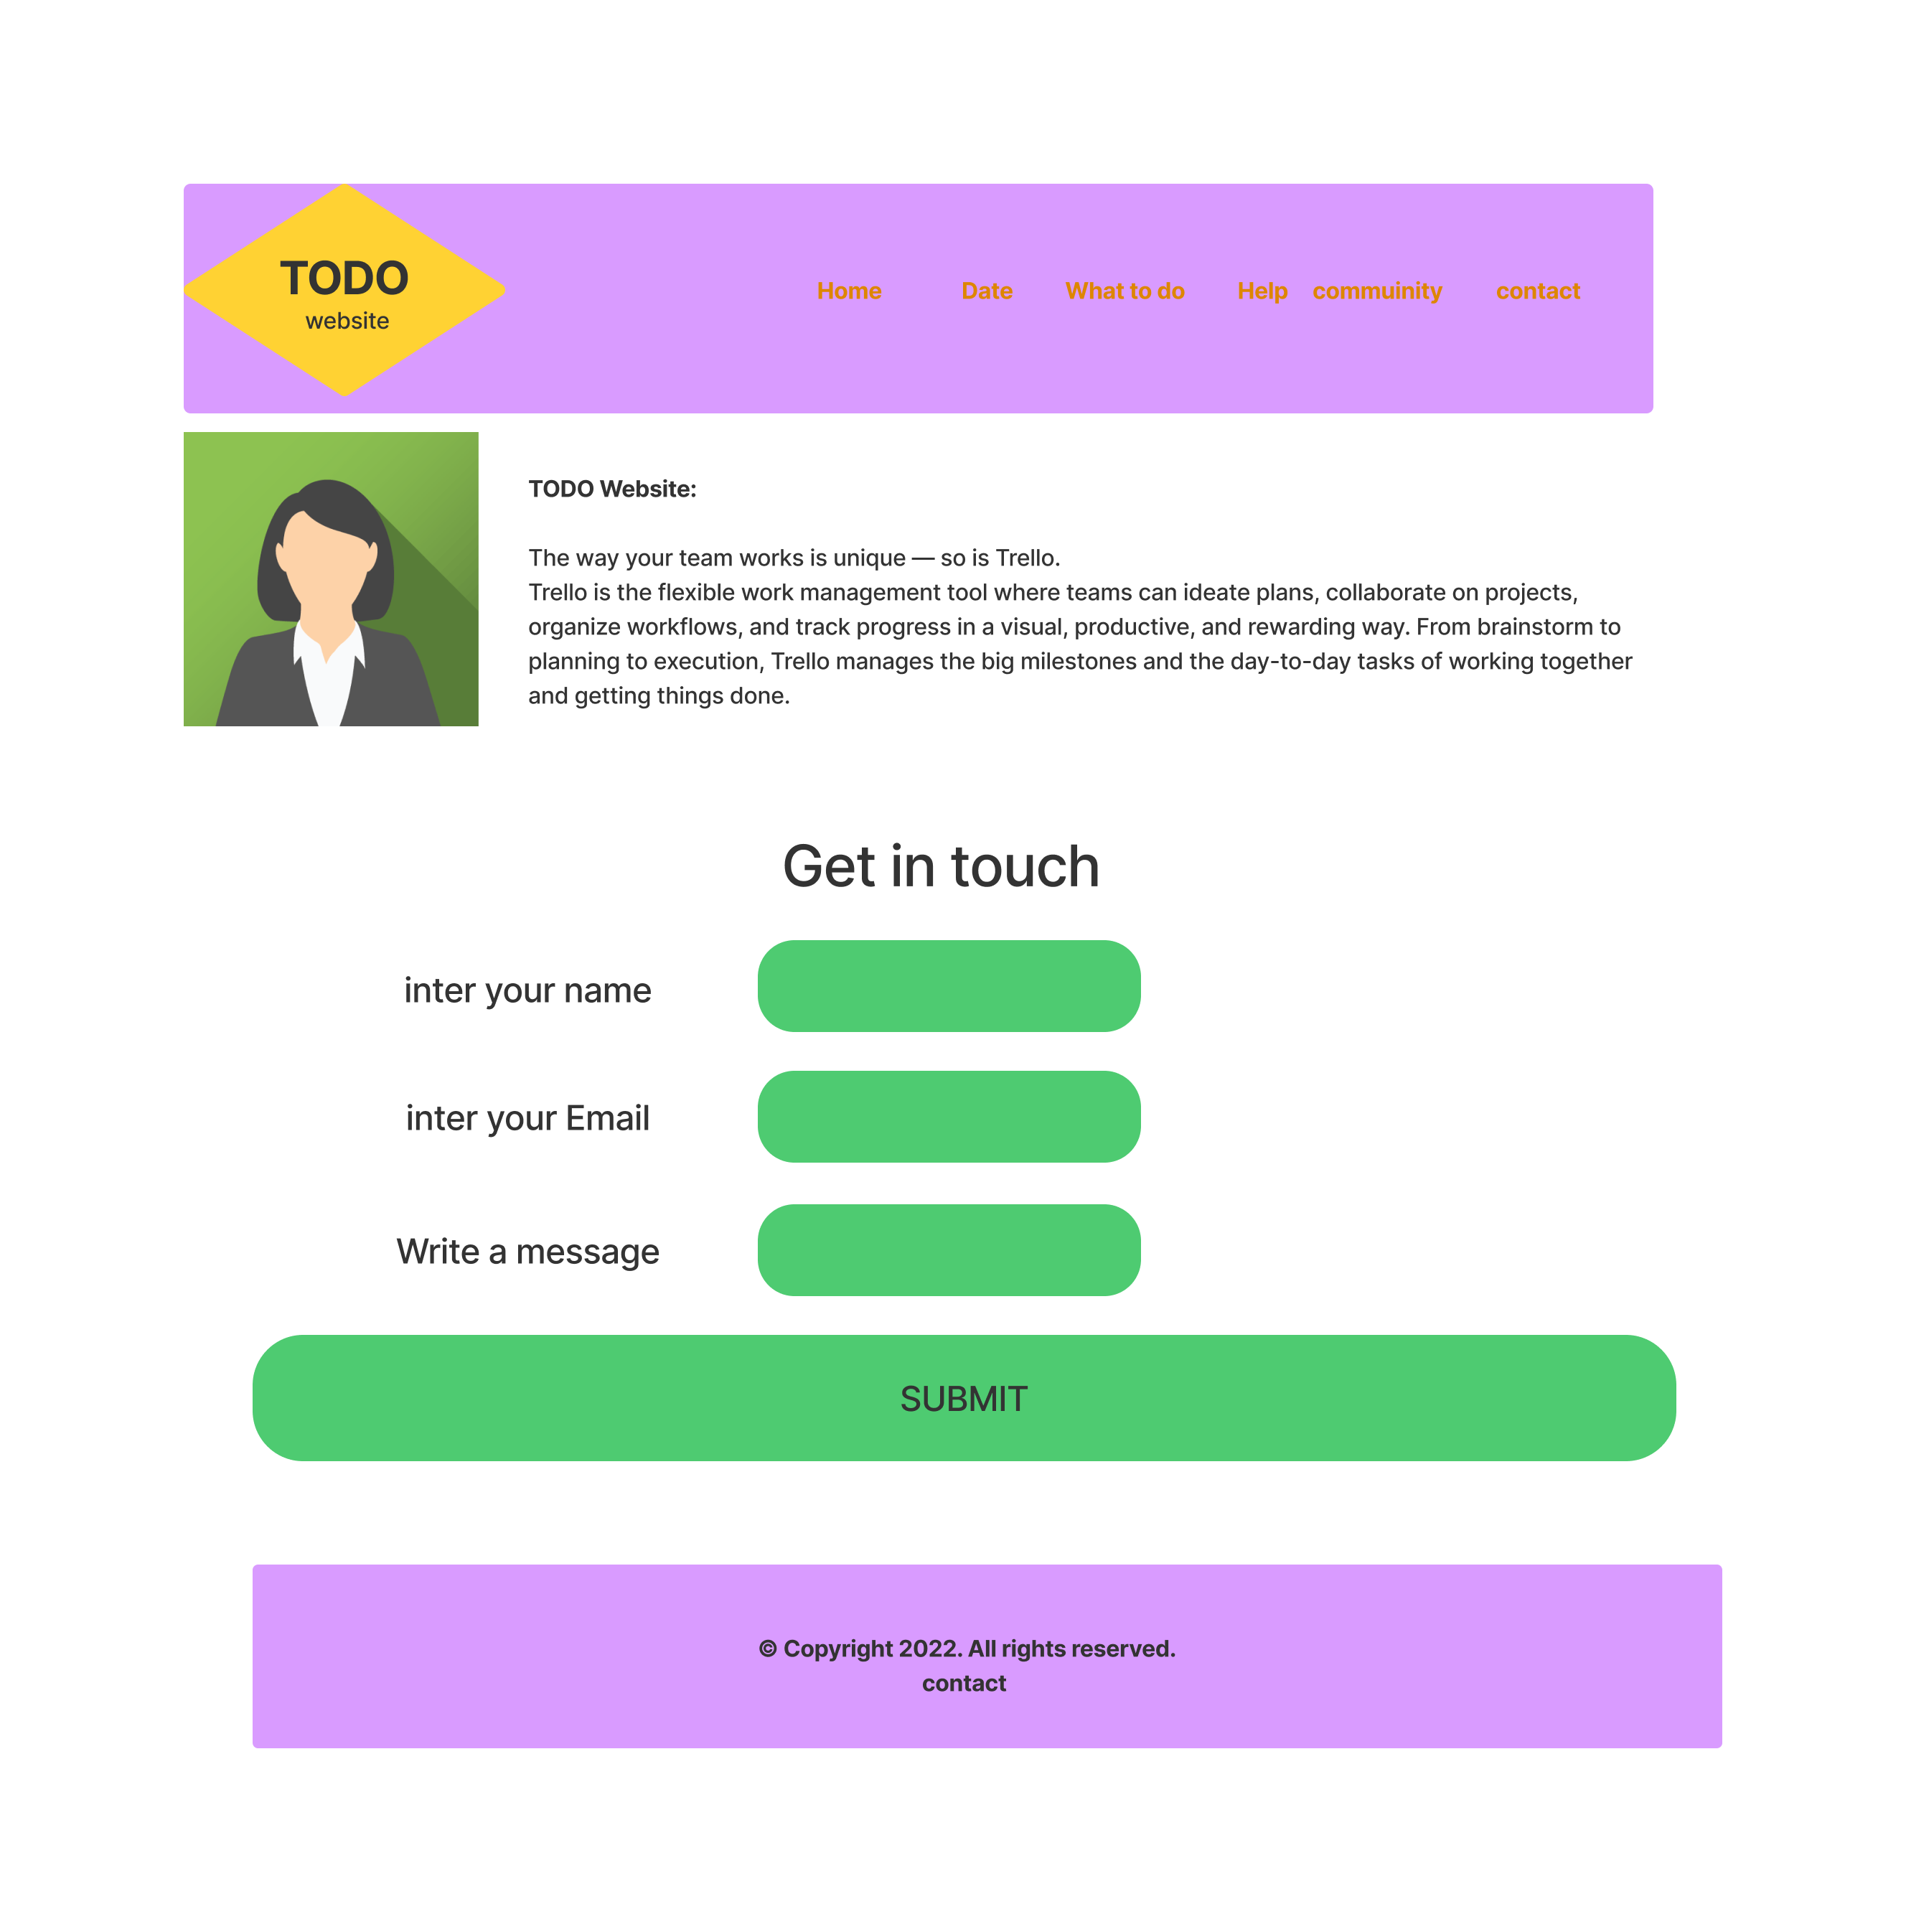 TODO
website
Home Date What to do Help commuinity contact
TODO Website:
The way your team works is unique — so is Trello.
Trello is the flexible work management tool where teams can ideate plans, collaborate on projects,
organize workflows, and track progress in a visual, productive, and rewarding way. From brainstorm to
planning to execution, Trello manages the big milestones and the day-to-day tasks of working together
and getting things done.
Get in touch
inter your name
inter your Email
Write a message
SUBMIT
© Copyright 2022. All rights reserved.
contact